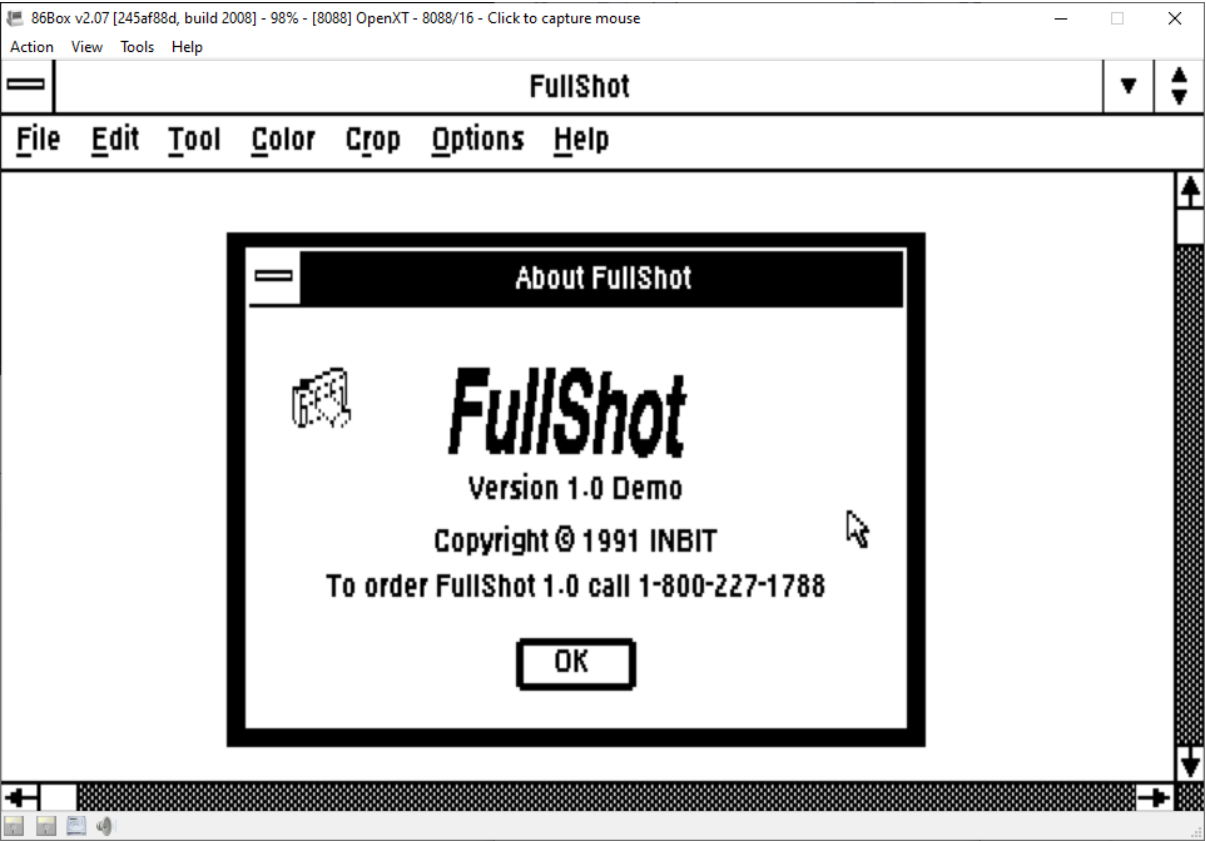 86Box v2.07 [245af88d, build 2008] - 98% - [8088] OpenXT - 8088/16 - Click to capture mouse
Action View Tools Help
FullShot
File Edit Tool Color Crop Options Help
About FullShot
FullShot
Version 1.0 Demo
Copyright © 1991 INBIT
To order FullShot 1.0 call 1-800-227-1788
OK